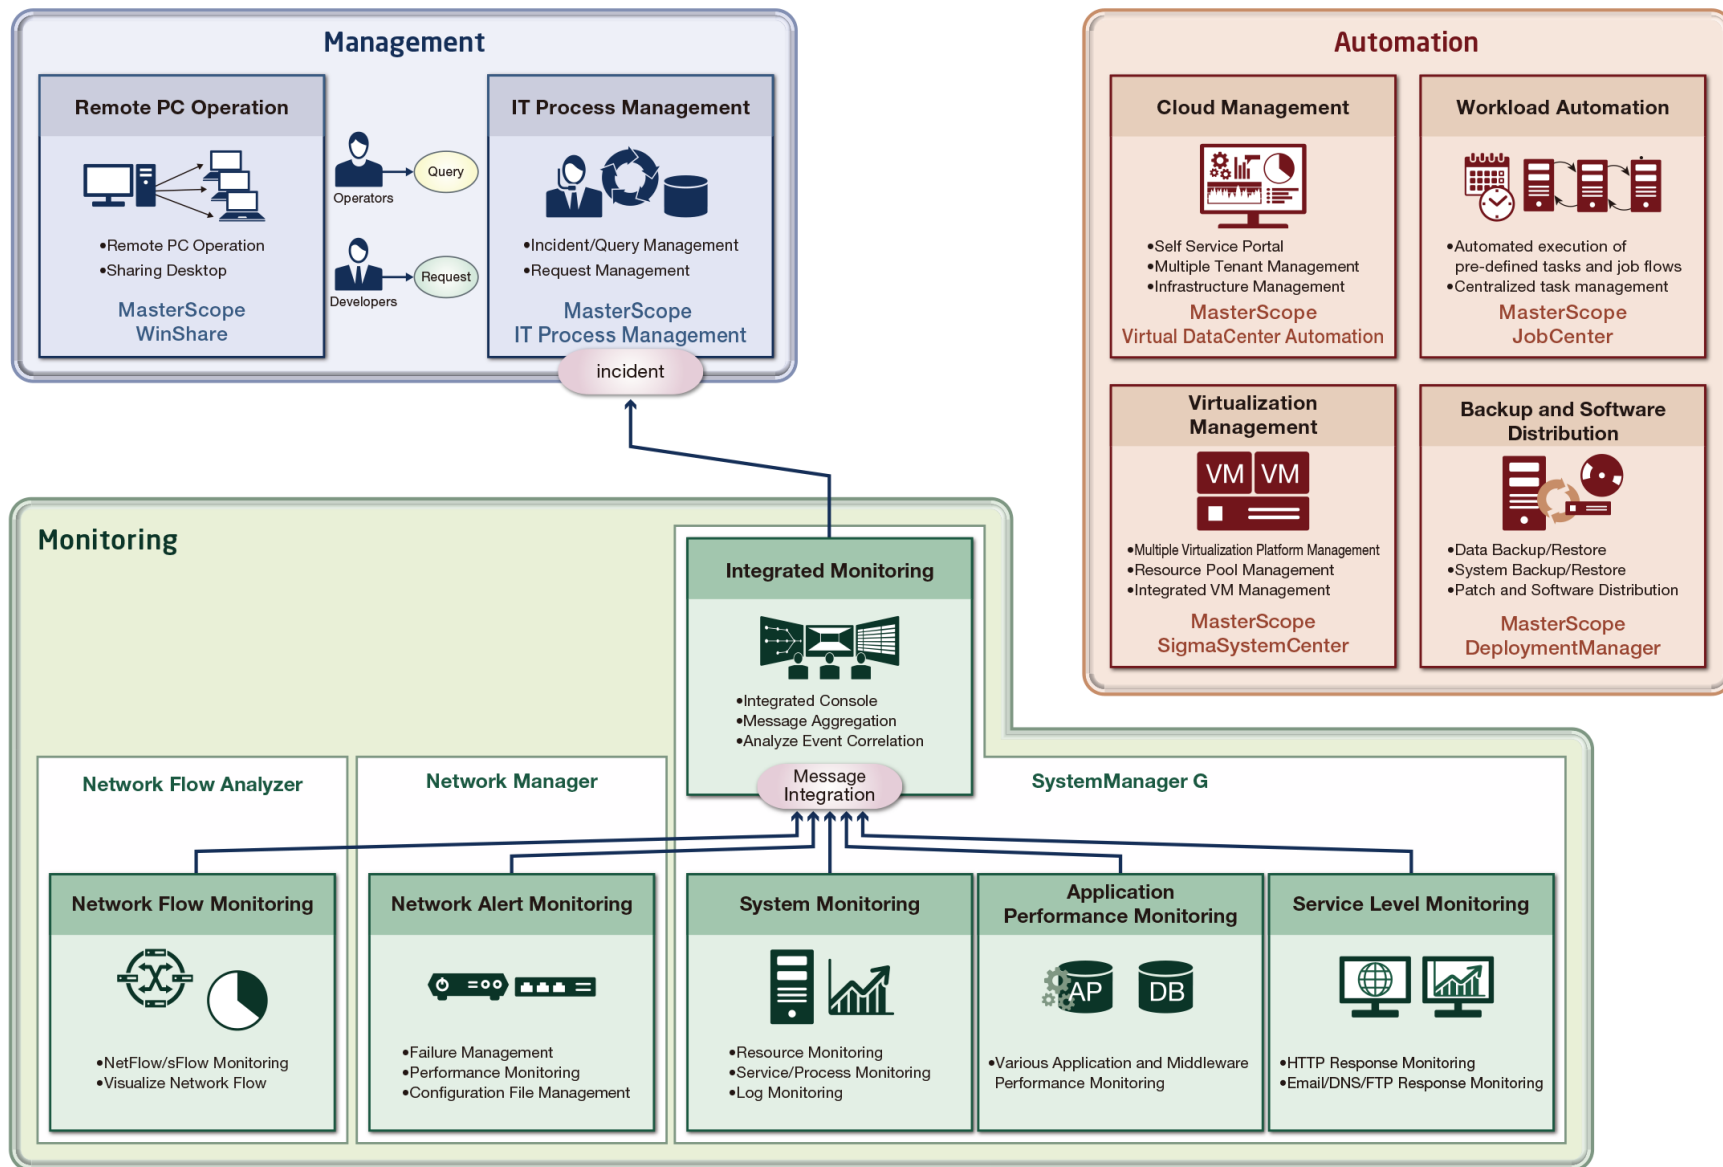 Management
Remote PC Operation
•Remote PC Operation
•Sharing Desktop
MasterScope
WinShare
Operators
Query
Developers
Request
IT Process Management
•Incident/Query Management
•Request Management
MasterScope
IT Process Management
incident
Automation
Cloud Management
•Self Service Portal
•Multiple Tenant Management
•Infrastructure Management
MasterScope
Virtual DataCenter Automation
Workload Automation
•Automated execution of
pre-defined tasks and job flows
•Centralized task management
MasterScope
JobCenter
Virtualization
Management
VM VM
•Multiple Virtualization Platform Management
•Resource Pool Management
•Integrated VM Management
MasterScope
SigmaSystemCenter
Backup and Software
Distribution
•Data Backup/Restore
•System Backup/Restore
•Patch and Software Distribution
MasterScope
DeploymentManager
Monitoring
Integrated Monitoring
•Integrated Console
•Message Aggregation
•Analyze Event Correlation
Message
Integration
Network Flow Analyzer
Network Manager
SystemManager G
Network Flow Monitoring
•NetFlow/sFlow Monitoring
•Visualize Network Flow
Network Alert Monitoring
•Failure Management
•Performance Monitoring
•Configuration File Management
System Monitoring
•Resource Monitoring
•Service/Process Monitoring
•Log Monitoring
Application
Performance Monitoring
AP DB
•Various Application and Middleware
Performance Monitoring
Service Level Monitoring
•HTTP Response Monitoring
•Email/DNS/FTP Response Monitoring